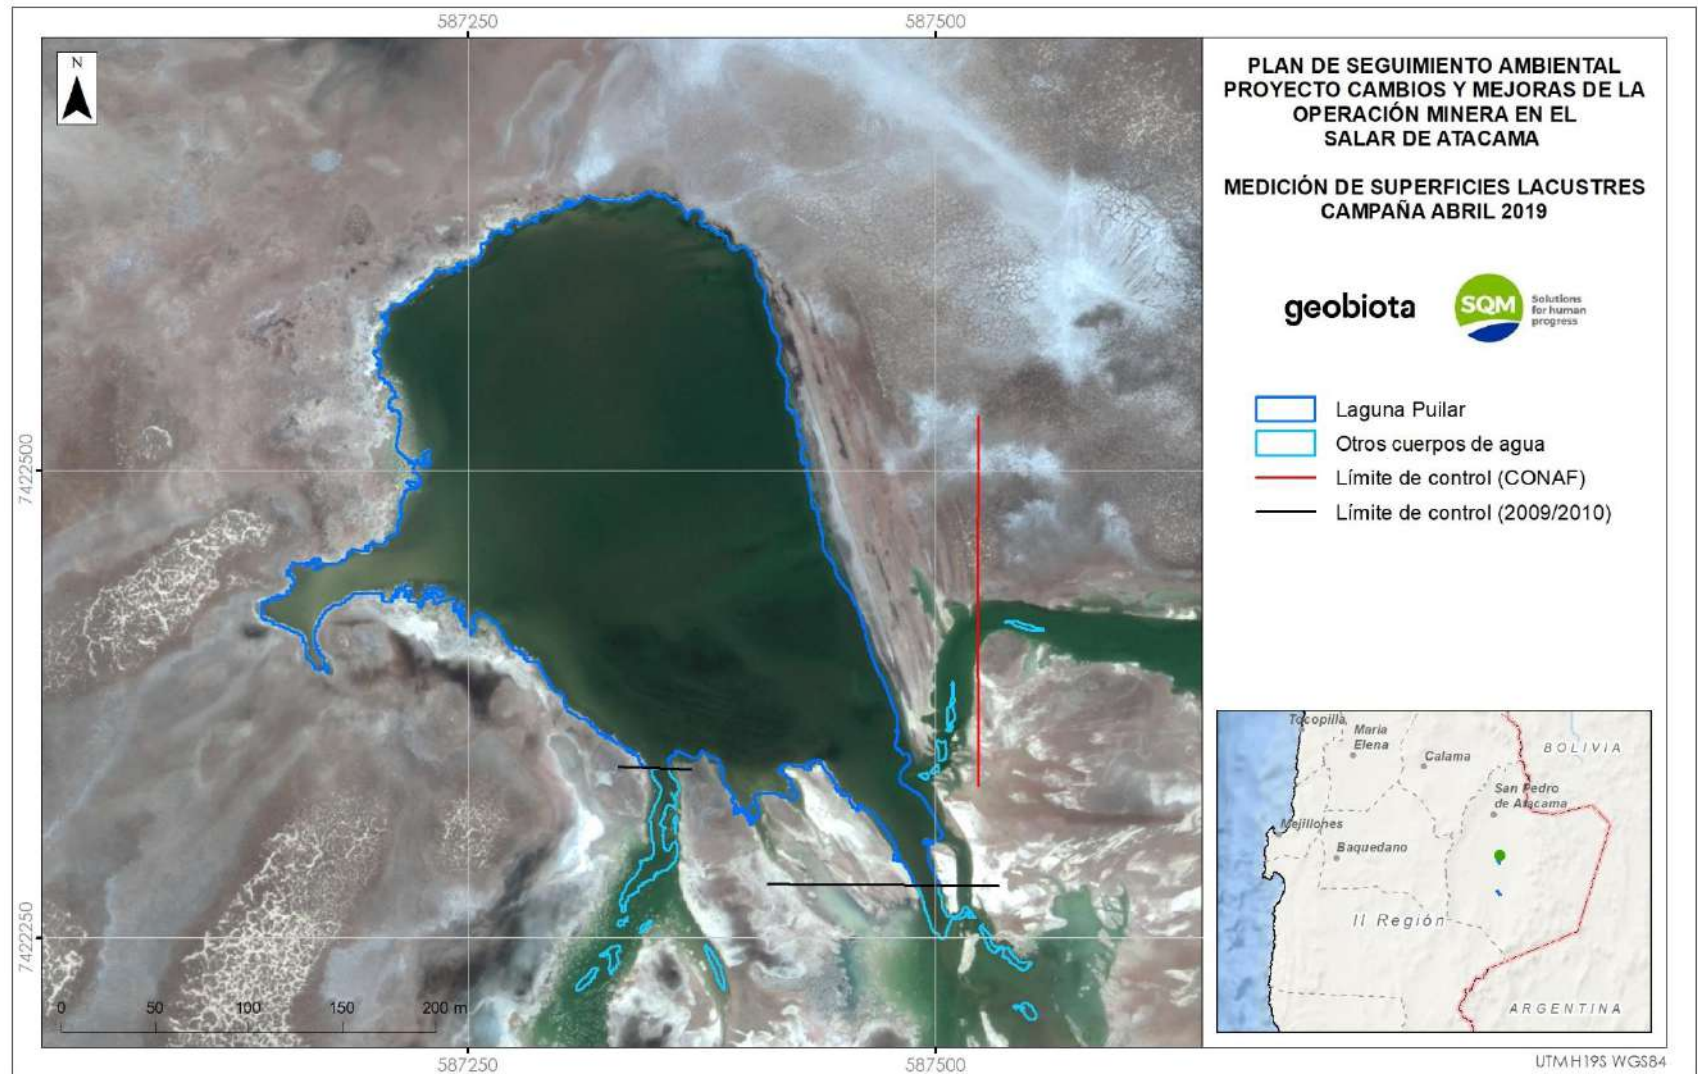 587250
587500
N
7422500
7422250
0
50
100
150
200 m
587250
587500
PLAN DE SEGUIMIENTO AMBIENTAL
PROYECTO CAMBIOS Y MEJORAS DE LA
OPERACIÓN MINERA EN EL
SALAR DE ATACAMA
MEDICIÓN DE SUPERFICIES LACUSTRES
CAMPAÑA ABRIL 2019
geobiota
SQM
Solutions
for human
progress
Laguna Puilar
Otros cuerpos de agua
Límite de control (CONAF)
Límite de control (2009/2010)
Tocopilla
Maria
Elena
Calama
BOLIVIA
San Pedro
de Atacama
Mejillones
Baquedano
II Región
ARGENTINA
UTM H19S WGS84